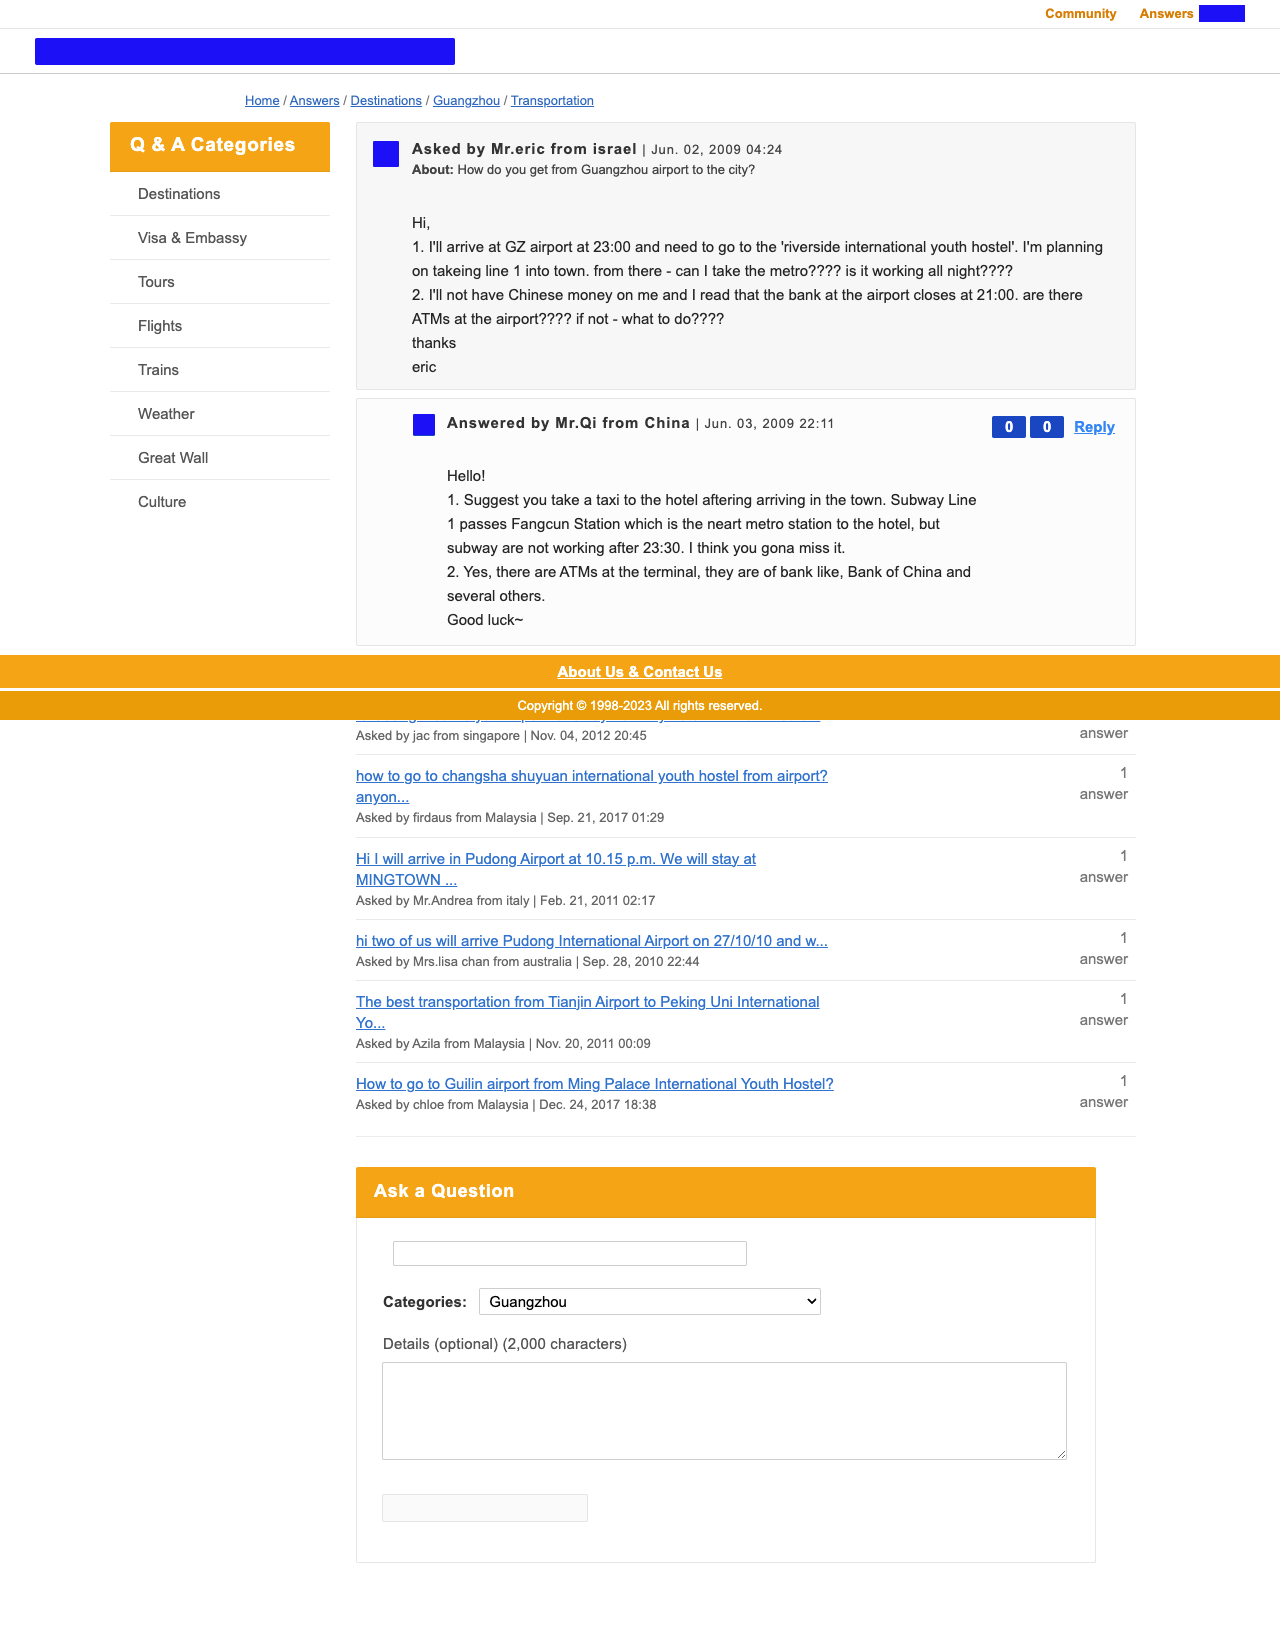 Community Answers
Home / Answers / Destinations / Guangzhou / Transportation
Q & A Categories
Destinations
Visa & Embassy
Tours
Flights
Trains
Weather
Great Wall
Culture
Asked by Mr.eric from israel | Jun. 02, 2009 04:24
About: How do you get from Guangzhou airport to the city?
Hi,
1. I'll arrive at GZ airport at 23:00 and need to go to the 'riverside international youth hostel'. I'm planning
on takeing line 1 into town. from there - can I take the metro???? is it working all night????
2. I'll not have Chinese money on me and I read that the bank at the airport closes at 21:00. are there
ATMs at the airport???? if not - what to do????
thanks
eric
Answered by Mr.Qi from China | Jun. 03, 2009 22:11
0 0 Reply
Hello!
1. Suggest you take a taxi to the hotel aftering arriving in the town. Subway Line
1 passes Fangcun Station which is the neart metro station to the hotel, but
subway are not working after 23:30. I think you gona miss it.
2. Yes, there are ATMs at the terminal, they are of bank like, Bank of China and
several others.
Good luck~
About Us & Contact Us
Copyright © 1998-2023 All rights reserved.
answer
Asked by jac from singapore | Nov. 04, 2012 20:45
how to go to changsha shuyuan international youth hostel from airport?
anyon...
Asked by firdaus from Malaysia | Sep. 21, 2017 01:29
1
answer
Hi I will arrive in Pudong Airport at 10.15 p.m. We will stay at
MINGTOWN ...
Asked by Mr.Andrea from italy | Feb. 21, 2011 02:17
1
answer
hi two of us will arrive Pudong International Airport on 27/10/10 and w...
Asked by Mrs.lisa chan from australia | Sep. 28, 2010 22:44
1
answer
The best transportation from Tianjin Airport to Peking Uni International
Yo...
Asked by Azila from Malaysia | Nov. 20, 2011 00:09
1
answer
How to go to Guilin airport from Ming Palace International Youth Hostel?
Asked by chloe from Malaysia | Dec. 24, 2017 18:38
1
answer
Ask a Question
Categories: Guangzhou
Details (optional) (2,000 characters)